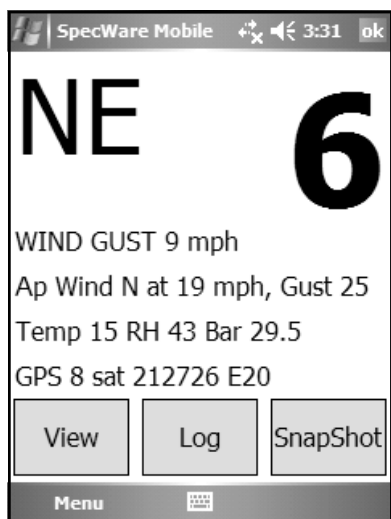 SpecWare Mobile 3:31 ok
NE 6
WIND GUST 9 mph
Ap Wind N at 19 mph, Gust 25
Temp 15 RH 43 Bar 29.5
GPS 8 sat 212726 E20
View Log SnapShot
Menu